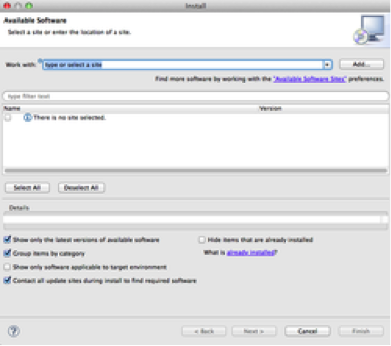 Install
Available Software
Select a site or enter the location of a site.
Work with: type or select a site Add...
Find more software by working with the "Available Software Sites" preferences.
type filter text
Name Version
There is no site selected.
Select All Deselect All
Details
Show only the latest versions of available software Hide items that are already installed
Group items by category What is already installed?
Show only software applicable to target environment
Contact all update sites during install to find required software
< Back Next > Cancel Finish